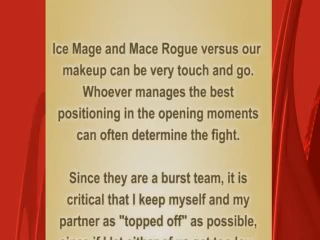 Ice Mage and Mace Rogue versus our
makeup can be very touch and go.
Whoever manages the best
positioning in the opening moments
can often determine the fight.
Since they are a burst team, it is
critical that I keep myself and my
partner as "topped off" as possible,